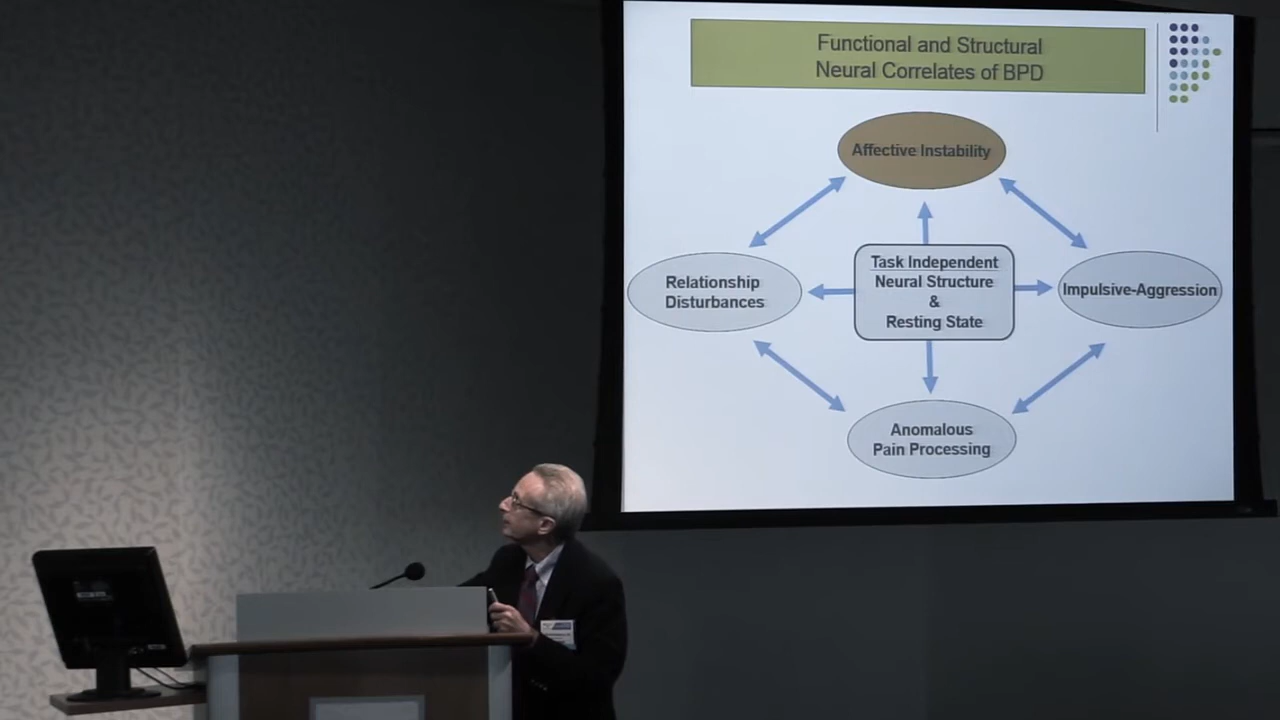 Functional and Structural
Neural Correlates of BPD
Affective Instability
Relationship
Disturbances
Task Independent
Neural Structure
&
Resting State
Impulsive-Aggression
Anomalous
Pain Processing